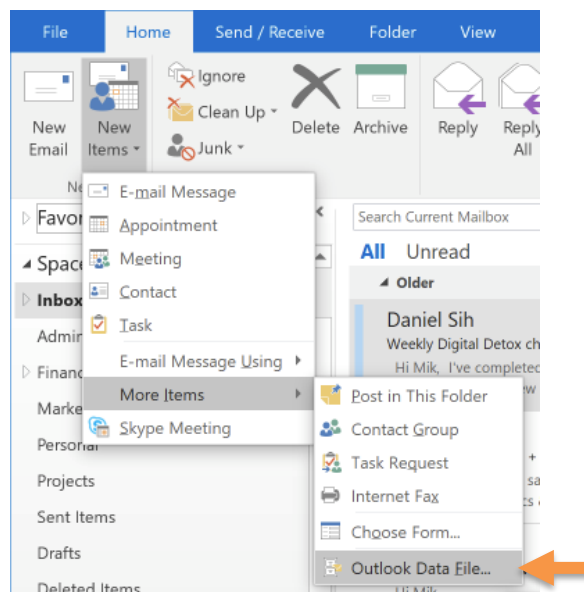 File Home Send / Receive Folder View
Ignore
Clean Up
Junk
New Email
New Items
Delete
Archive
Reply
Reply All
Ne
E-mail Message
Appointment
Meeting
Contact
Task
E-mail Message Using
More Items
Skype Meeting
Post in This Folder
Contact Group
Task Request
Internet Fax
Choose Form...
Outlook Data File...
Favor
Space
Inbox
Admin
Financ
Marke
Personal
Projects
Sent Items
Drafts
Deleted Items
Search Current Mailbox
All Unread
Older
Daniel Sih
Weekly Digital Detox ch
Hi Mik, I've completed
ew
+
sa
ts
Hi Mik